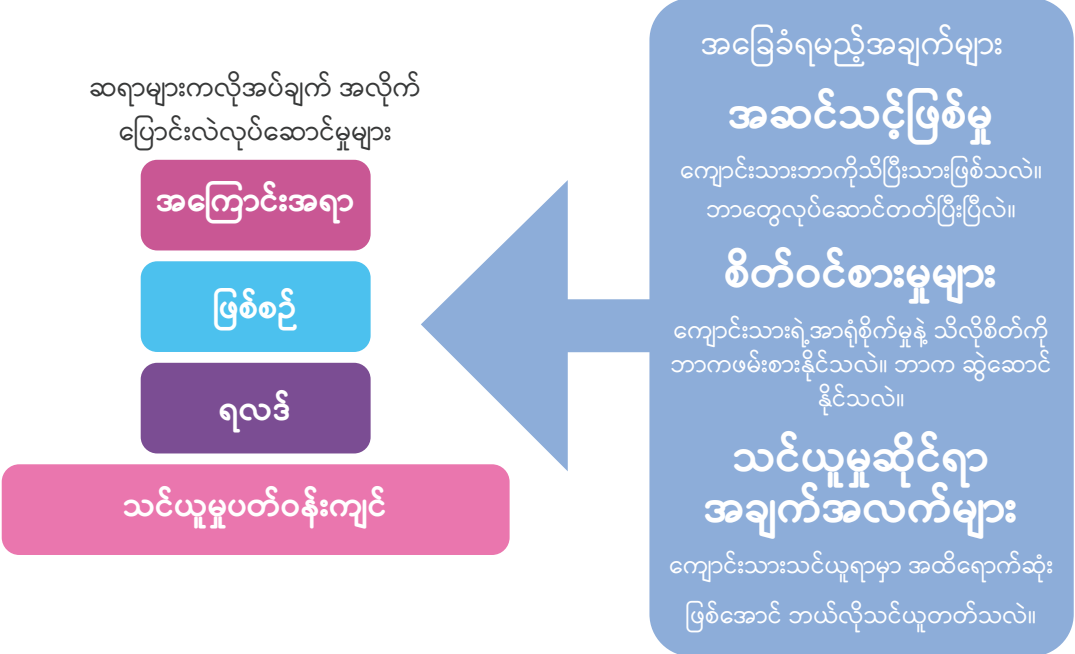 ဆရာများကလိုအပ်ချက် အလိုက်
ပြောင်းလဲလုပ်ဆောင်မှုများ
အကြောင်းအရာ
ဖြစ်စဉ်
ရလဒ်
သင်ယူမှုပတ်ဝန်းကျင်
အခြေခံရမည့်အချက်များ
အဆင်သင့်ဖြစ်မှု
ကျောင်းသားဘာကိုသိပြီးသားဖြစ်သလဲ။
ဘာတွေလုပ်ဆောင်တတ်ပြီးပြီလဲ။
စိတ်ဝင်စားမှုများ
ကျောင်းသားရဲ့အာရုံစိုက်မှုနဲ့ သိလိုစိတ်ကို
ဘာကဖမ်းစားနိုင်သလဲ။ ဘာက ဆွဲဆောင်
နိုင်သလဲ။
သင်ယူမှုဆိုင်ရာ
အချက်အလက်များ
ကျောင်းသားသင်ယူရာမှာ အထိရောက်ဆုံး
ဖြစ်အောင် ဘယ်လိုသင်ယူတတ်သလဲ။